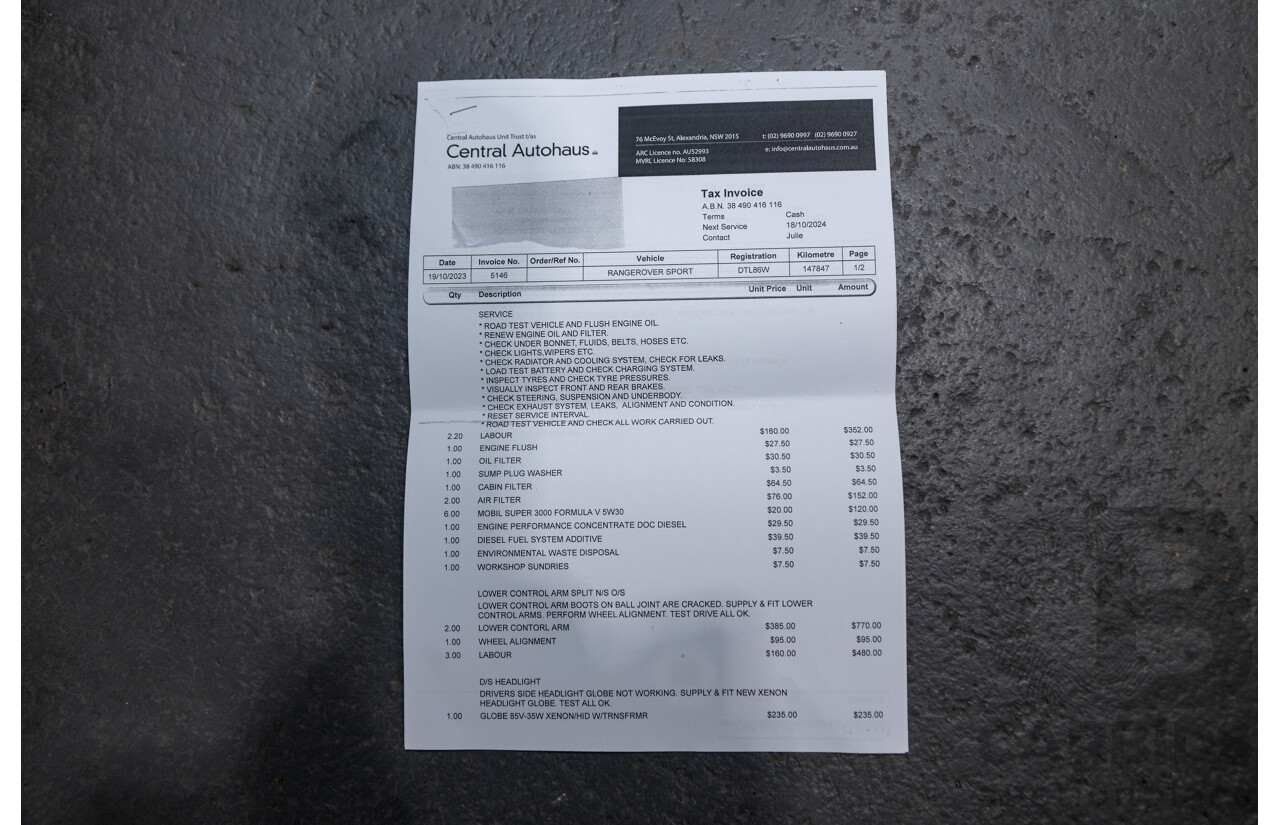 Central Autohaus Unit Trust t/as
Central Autohaus
ABN: 38 490 416 116
76 McEvoy St, Alexandria, NSW 2015 t: (02) 9690 0997 (02) 9690 0927
ARC Licence no. AU52993 e: info@centralautohaus.com.au
MVRL Licence No: 58308
Tax Invoice
A.B.N. 38 490 416 116
Terms Cash
Next Service 18/10/2024
Contact Julie
Date Invoice No. Order/Ref No. Vehicle Registration Kilometre Page
19/10/2023 5146 RANGEROVER SPORT DTL86W 147847 1/2
Qty Description Unit Price Unit Amount
SERVICE
* ROAD TEST VEHICLE AND FLUSH ENGINE OIL.
* RENEW ENGINE OIL AND FILTER.
* CHECK UNDER BONNET, FLUIDS, BELTS, HOSES ETC.
* CHECK LIGHTS,WIPERS ETC.
* CHECK RADIATOR AND COOLING SYSTEM, CHECK FOR LEAKS.
* LOAD TEST BATTERY AND CHECK CHARGING SYSTEM.
* INSPECT TYRES AND CHECK TYRE PRESSURES.
* VISUALLY INSPECT FRONT AND REAR BRAKES.
* CHECK STEERING, SUSPENSION AND UNDERBODY.
* CHECK EXHAUST SYSTEM, LEAKS, ALIGNMENT AND CONDITION.
* RESET SERVICE INTERVAL.
* ROAD TEST VEHICLE AND CHECK ALL WORK CARRIED OUT.
2.20 LABOUR $160.00 $352.00
1.00 ENGINE FLUSH $27.50 $27.50
1.00 OIL FILTER $30.50 $30.50
1.00 SUMP PLUG WASHER $3.50 $3.50
1.00 CABIN FILTER $64.50 $64.50
2.00 AIR FILTER $76.00 $152.00
6.00 MOBIL SUPER 3000 FORMULA V 5W30 $20.00 $120.00
1.00 ENGINE PERFORMANCE CONCENTRATE DOC DIESEL $29.50 $29.50
1.00 DIESEL FUEL SYSTEM ADDITIVE $39.50 $39.50
1.00 ENVIRONMENTAL WASTE DISPOSAL $7.50 $7.50
1.00 WORKSHOP SUNDRIES $7.50 $7.50
LOWER CONTROL ARM SPLIT N/S O/S
LOWER CONTROL ARM BOOTS ON BALL JOINT ARE CRACKED. SUPPLY & FIT LOWER
CONTROL ARMS. PERFORM WHEEL ALIGNMENT. TEST DRIVE ALL OK.
2.00 LOWER CONTORL ARM $385.00 $770.00
1.00 WHEEL ALIGNMENT $95.00 $95.00
3.00 LABOUR $160.00 $480.00
D/S HEADLIGHT
DRIVERS SIDE HEADLIGHT GLOBE NOT WORKING. SUPPLY & FIT NEW XENON
HEADLIGHT GLOBE. TEST ALL OK.
1.00 GLOBE 85V-35W XENON/HID W/TRNSFRMR $235.00 $235.00